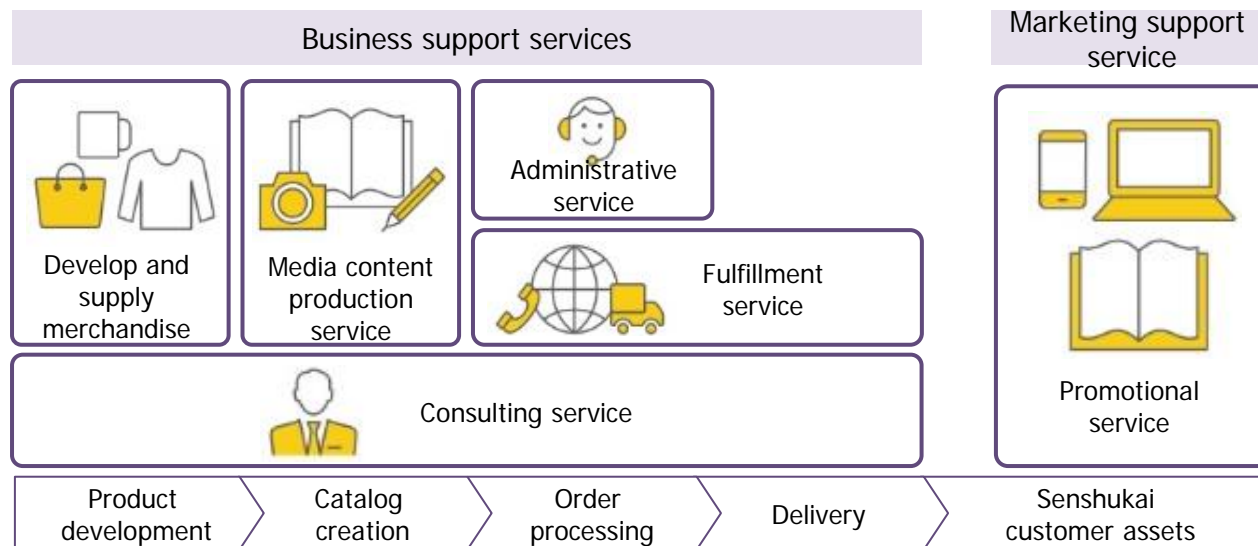 Business support services
Marketing support
service
Develop and
supply
merchandise
Media content
production
service
Administrative
service
Fulfillment
service
Consulting service
Promotional
service
Product
development
Catalog
creation
Order
processing
Delivery
Senshukai
customer assets